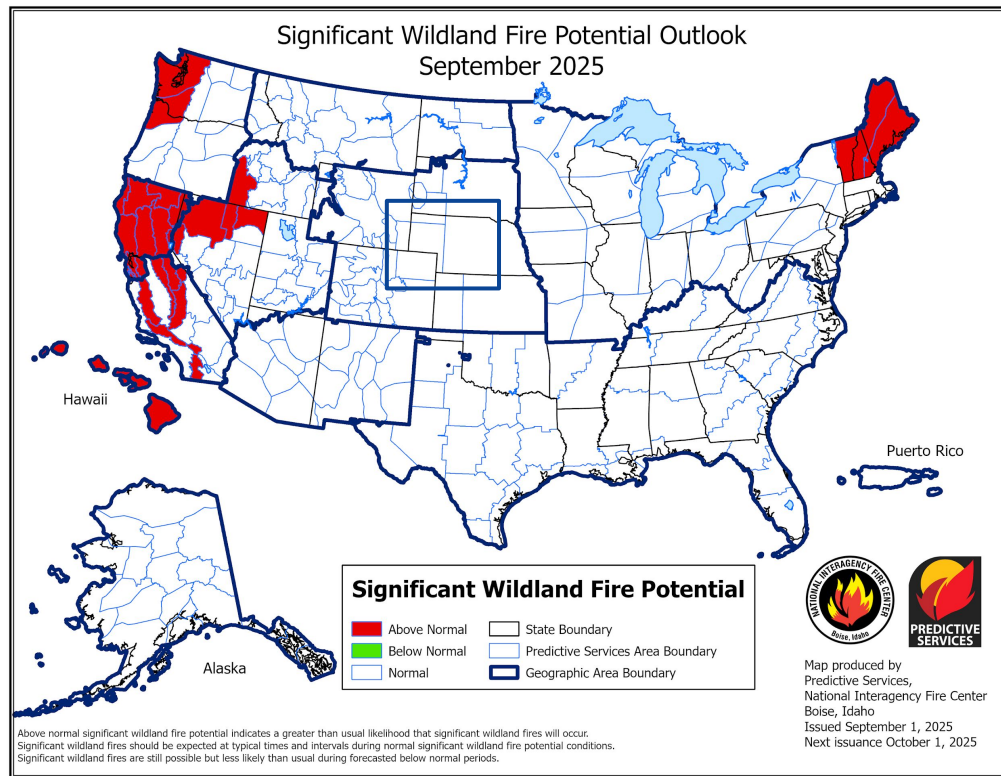 Significant Wildland Fire Potential Outlook
September 2025
Hawaii
Puerto Rico
Alaska
Significant Wildland Fire Potential
Above Normal
Below Normal
Normal
State Boundary
Predictive Services Area Boundary
Geographic Area Boundary
NATIONAL INTERAGENCY FIRE CENTER
Boise, Idaho
PREDICTIVE
SERVICES
Map produced by
Predictive Services,
National Interagency Fire Center
Boise, Idaho
Issued September 1, 2025
Next issuance October 1, 2025
Above normal significant wildland fire potential indicates a greater than usual likelihood that significant wildland fires will occur.
Significant wildland fires should be expected at typical times and intervals during normal significant wildland fire potential conditions.
Significant wildland fires are still possible but less likely than usual during forecasted below normal periods.